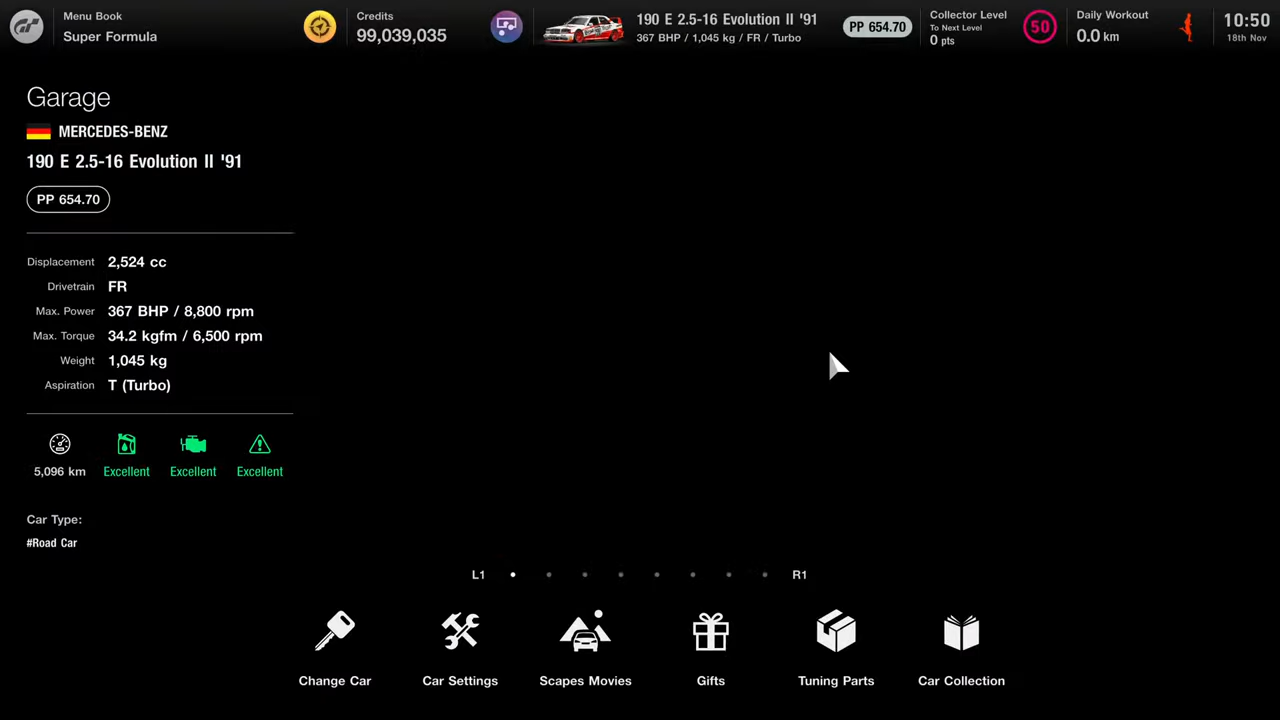 Menu Book
Super Formula
Credits
99,039,035
190 E 2.5-16 Evolution II '91
367 BHP / 1,045 kg / FR / Turbo
PP 654.70
Collector Level
To Next Level
0 pts
50
Daily Workout
0.0 km
10:50
18th Nov
Garage
MERCEDES-BENZ
190 E 2.5-16 Evolution II '91
PP 654.70
Displacement 2,524 cc
Drivetrain FR
Max. Power 367 BHP / 8,800 rpm
Max. Torque 34.2 kgfm / 6,500 rpm
Weight 1,045 kg
Aspiration T (Turbo)
5,096 km Excellent Excellent Excellent
Car Type:
#Road Car
L1 R1
Change Car Car Settings Scapes Movies Gifts Tuning Parts Car Collection